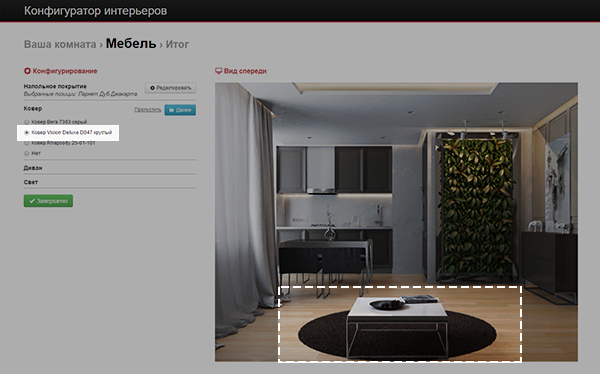 Конфигуратор интерьеров
Ваша комната › Мебель › Итог
Конфигурирование
Напольное покрытие
Выбранные позиции: Паркет Дуб Джакарта
Редактировать
Ковер
Пропустить
Далее
Ковер Вега 7393 серый
Ковер Vision Deluxe D047 круглый
Ковер Rhapsody 25-01-101
Нет
Диван
Свет
Завершено
Вид спереди